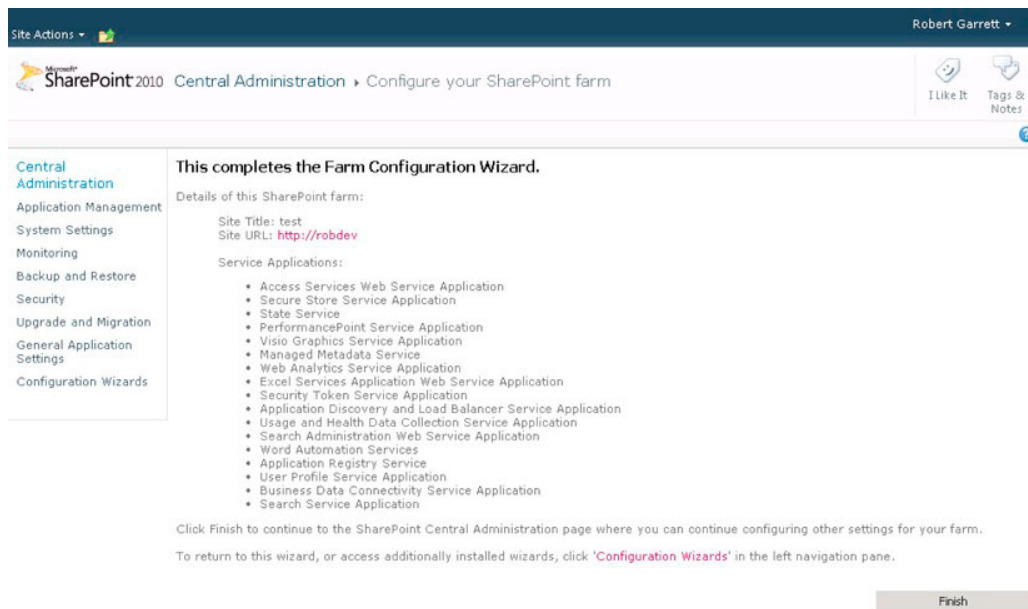 Site Actions
Robert Garrett
Microsoft
SharePoint 2010
Central Administration
Configure your SharePoint farm
I Like It
Tags &
Notes
Central
Administration
Application Management
System Settings
Monitoring
Backup and Restore
Security
Upgrade and Migration
General Application
Settings
Configuration Wizards
This completes the Farm Configuration Wizard.
Details of this SharePoint farm:
Site Title: test
Site URL: http://robdev
Service Applications:
• Access Services Web Service Application
• Secure Store Service Application
• State Service
• PerformancePoint Service Application
• Visio Graphics Service Application
• Managed Metadata Service
• Web Analytics Service Application
• Excel Services Application Web Service Application
• Security Token Service Application
• Application Discovery and Load Balancer Service Application
• Usage and Health Data Collection Service Application
• Search Administration Web Service Application
• Word Automation Services
• Application Registry Service
• User Profile Service Application
• Business Data Connectivity Service Application
• Search Service Application
Click Finish to continue to the SharePoint Central Administration page where you can continue configuring other settings for your farm.
To return to this wizard, or access additionally installed wizards, click 'Configuration Wizards' in the left navigation pane.
Finish